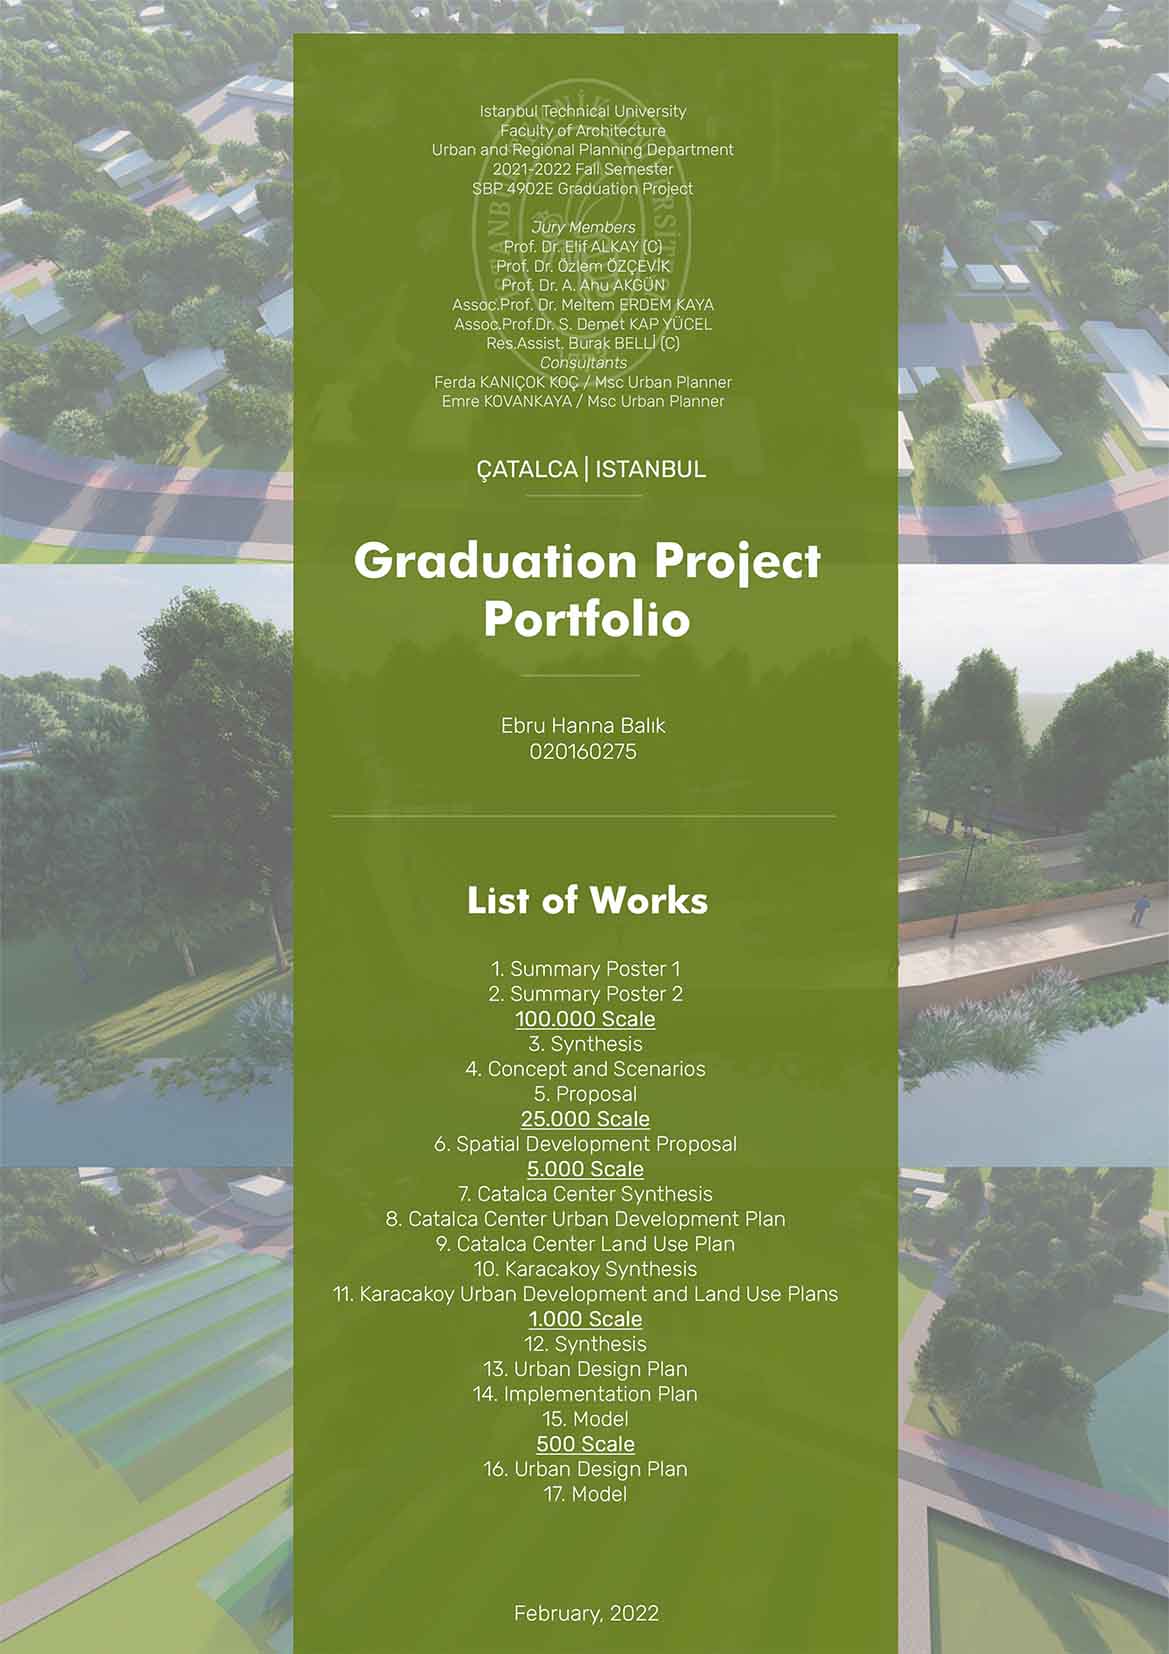 Istanbul Technical University
Faculty of Architecture
Urban and Regional Planning Department
2021-2022 Fall Semester
SBP 4902E Graduation Project
Jury Members
Prof. Dr. Elif ALKAY (C)
Prof. Dr. Özlem ÖZÇEVİK
Prof. Dr. A. Ahu AKGÜN
Assoc.Prof. Dr. Meltem ERDEM KAYA
Assoc.Prof.Dr. S. Demet KAP YÜCEL
Res.Assist. Burak BELLİ (C)
Consultants
Ferda KANIÇOK KOÇ / Msc Urban Planner
Emre KOVANKAYA / Msc Urban Planner
ÇATALCA | ISTANBUL
Graduation Project
Portfolio
Ebru Hanna Balık
020160275
List of Works
1. Summary Poster 1
2. Summary Poster 2
100.000 Scale
3. Synthesis
4. Concept and Scenarios
5. Proposal
25.000 Scale
6. Spatial Development Proposal
5.000 Scale
7. Catalca Center Synthesis
8. Catalca Center Urban Development Plan
9. Catalca Center Land Use Plan
10. Karacakoy Synthesis
11. Karacakoy Urban Development and Land Use Plans
1.000 Scale
12. Synthesis
13. Urban Design Plan
14. Implementation Plan
15. Model
500 Scale
16. Urban Design Plan
17. Model
February, 2022